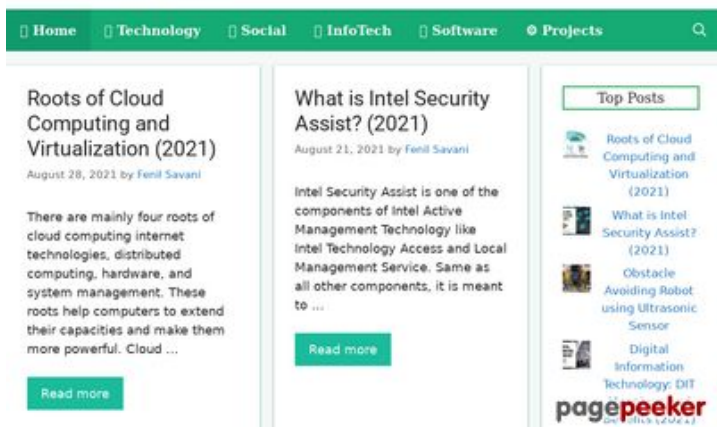 Home Technology Social InfoTech Software Projects
Roots of Cloud
Computing and
Virtualization (2021)
August 28, 2021 by Fenil Savani
There are mainly four roots of
cloud computing internet
technologies, distributed
computing, hardware, and
system management. These
roots help computers to extend
their capacities and make them
more powerful. Cloud ...
Read more
What is Intel Security
Assist? (2021)
August 21, 2021 by Fenil Savani
Intel Security Assist is one of the
components of Intel Active
Management Technology like
Intel Technology Access and Local
Management Service. Same as
all other components, it is meant
to ...
Read more
Top Posts
Roots of Cloud
Computing and
Virtualization
(2021)
What is Intel
Security Assist?
(2021)
Obstacle
Avoiding Robot
using Ultrasonic
Sensor
Digital
Information
Technology: DIT
pagepeeker